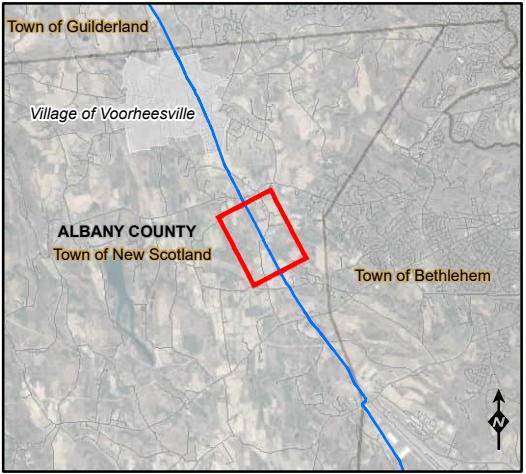 Town of Guilderland
Village of Voorheesville
ALBANY COUNTY
Town of New Scotland
Town of Bethlehem
N